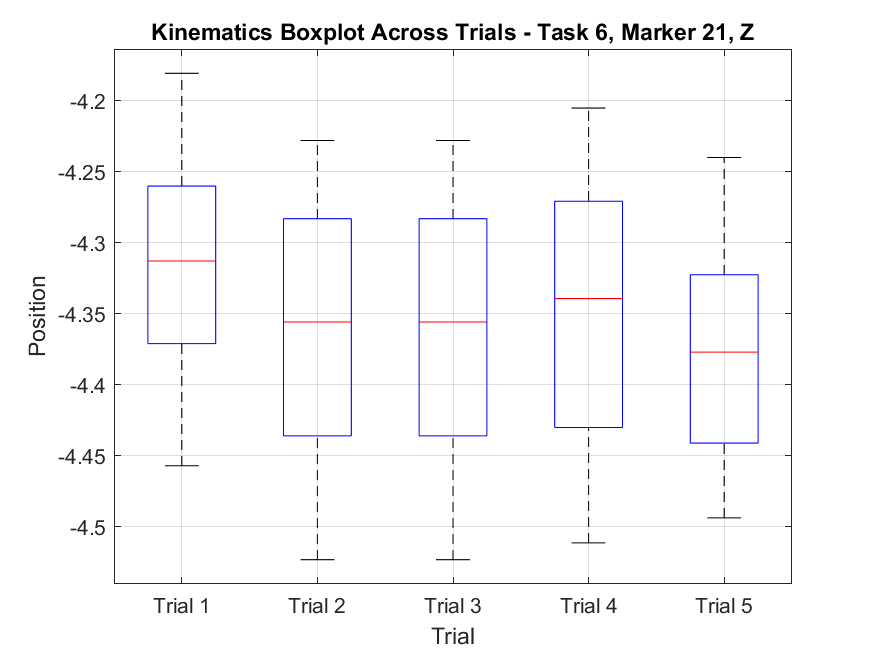 Kinematics Boxplot Across Trials - Task 6, Marker 21, Z
-4.2
-4.25
-4.3
-4.35
-4.4
-4.45
-4.5
Position
Trial 1 Trial 2 Trial 3 Trial 4 Trial 5
Trial